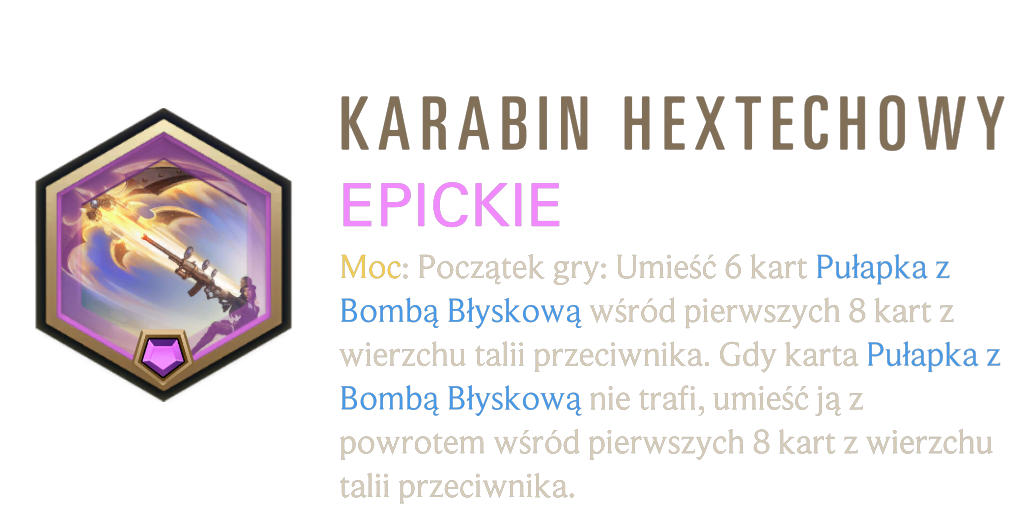 KARABIN HEXTECHOWY
EPICKIE
Moc: Początek gry: Umieść 6 kart Pułapka z
Bombą Błyskową wśród pierwszych 8 kart z
wierzchu talii przeciwnika. Gdy karta Pułapka z
Bombą Błyskową nie trafi, umieść ją z
powrotem wśród pierwszych 8 kart z wierzchu
talii przeciwnika.